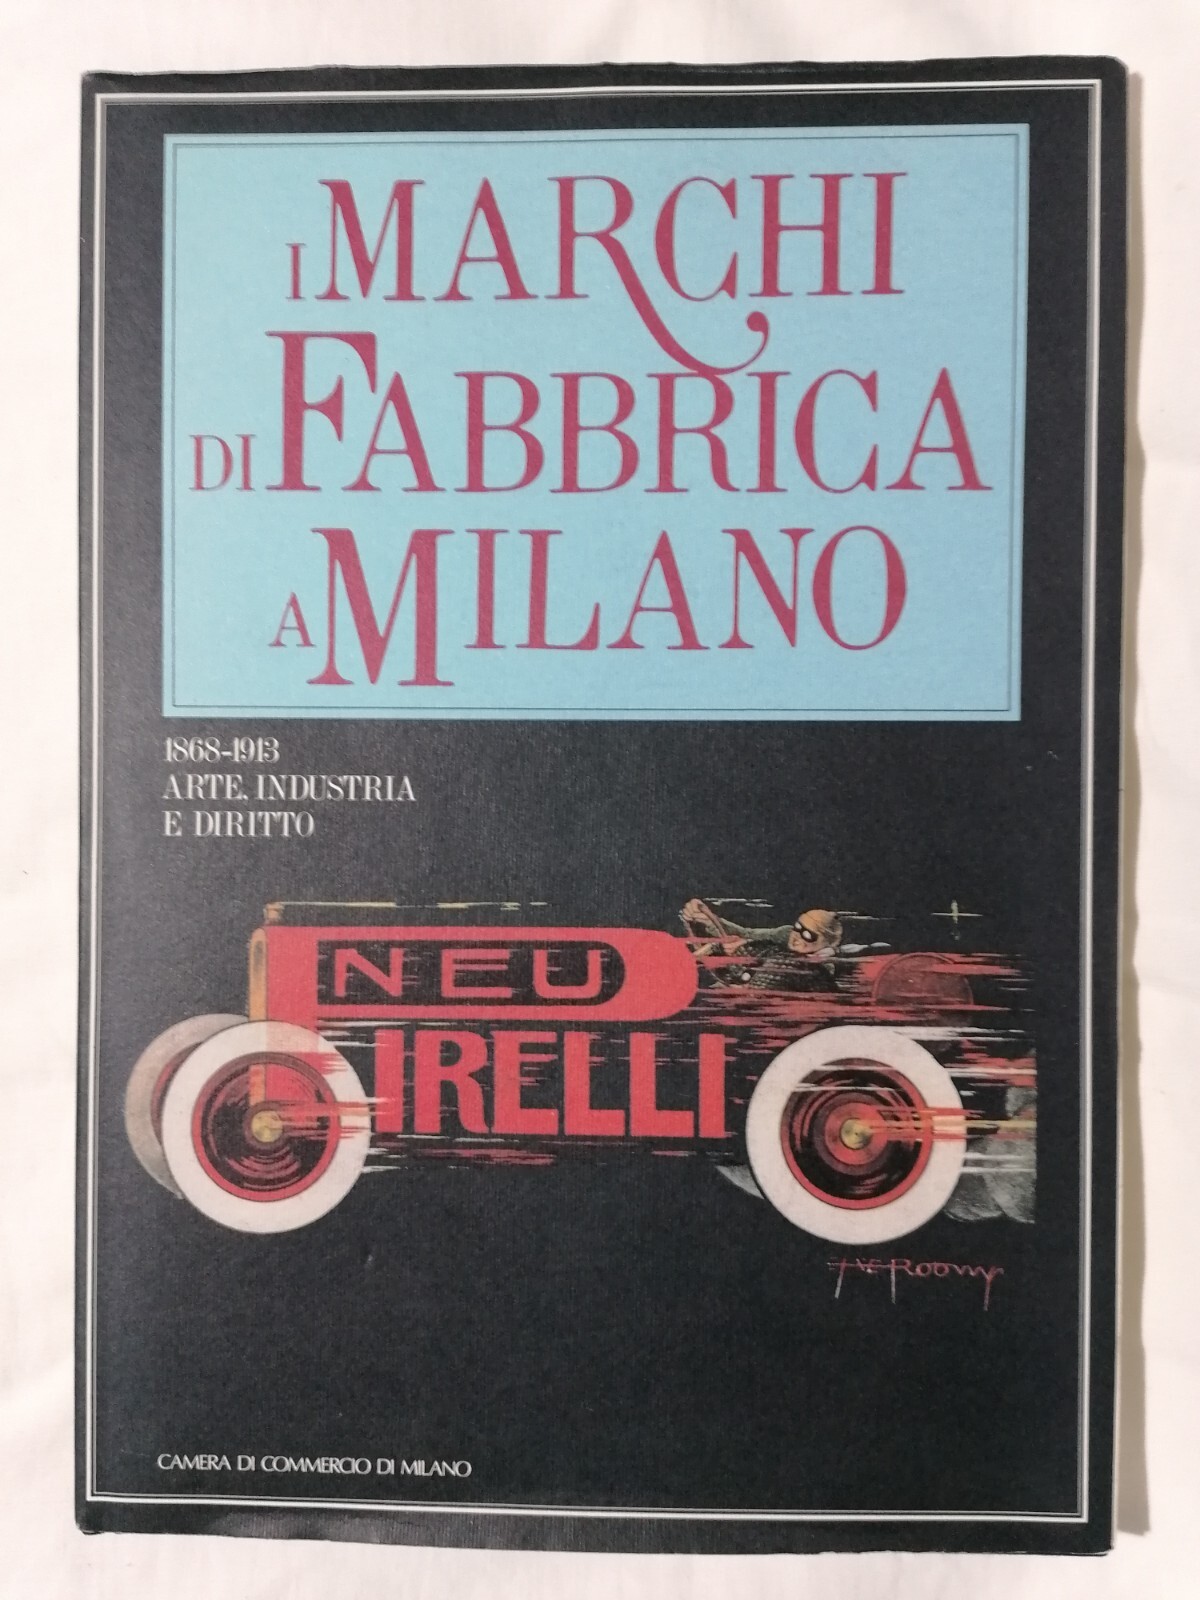 I MARCHI
DI FABBRICA
A MILANO
1868-1913
ARTE, INDUSTRIA
E DIRITTO
NEU
PIRELLI
CAMERA DI COMMERCIO DI MILANO